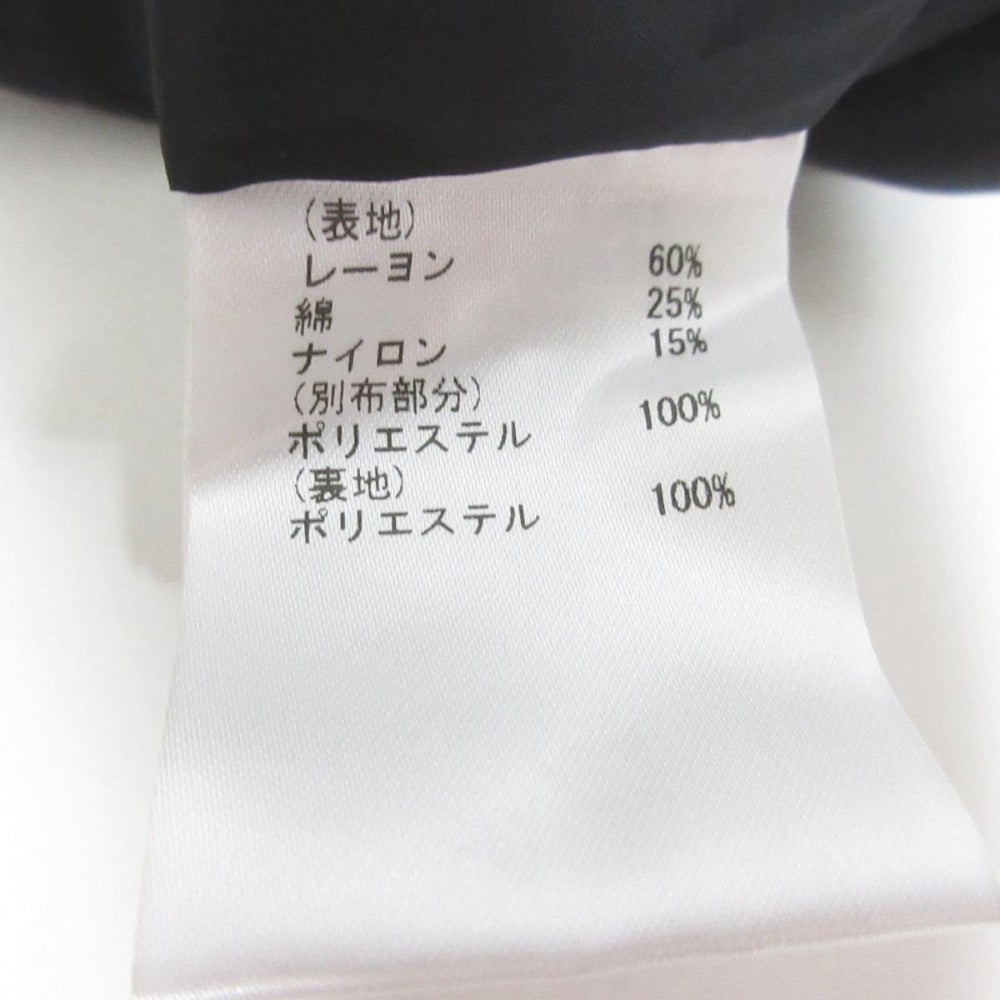 (表地)
レーヨン 60%
綿 25%
ナイロン 15%
(別布部分)
ポリエステル 100%
(裏地)
ポリエステル 100%